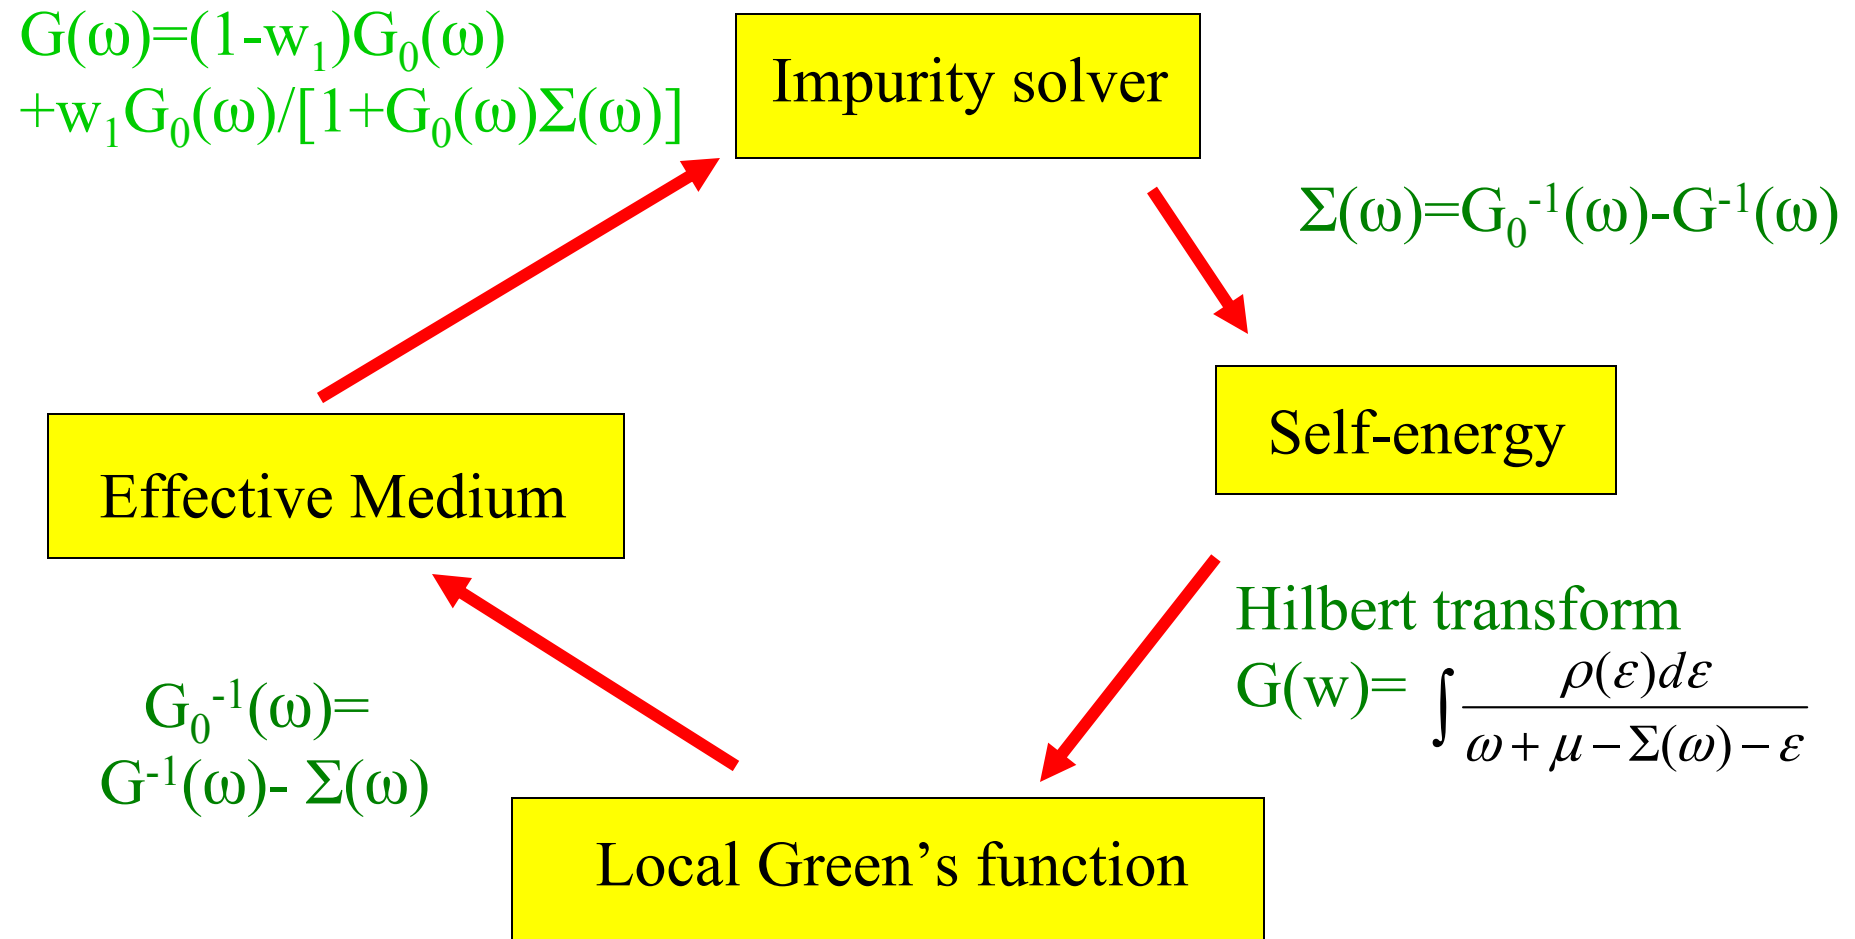 G(ω)=(1-w₁)G₀(ω)
+w₁G₀(ω)/[1+G₀(ω)Σ(ω)]
Impurity solver
Σ(ω)=G₀⁻¹(ω)-G⁻¹(ω)
Self-energy
Effective Medium
Hilbert transform
G(w)= ∫ρ(ε)dε/(ω+μ−Σ(ω)−ε)
G₀⁻¹(ω)=
G⁻¹(ω)- Σ(ω)
Local Green’s function